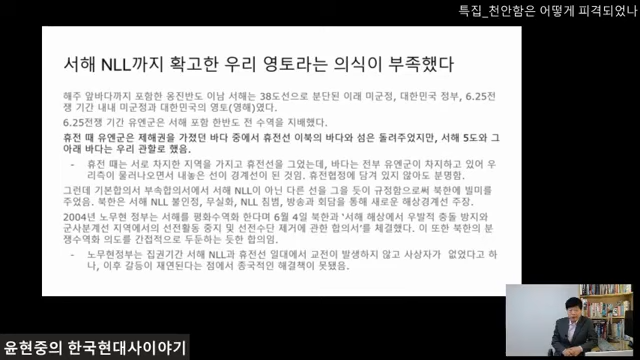 특집_천안함은 어떻게 피격되었나
서해 NLL까지 확고한 우리 영토라는 의식이 부족했다
해주 앞바다까지 포함한 옹진반도 이남 서해는 38도선으로 분단된 이래 미군정, 대한민국 정부, 6.25전
쟁 기간 내내 미군정과 대한민국의 영토(영해)였다.
6.25전쟁 기간 유엔군은 서해 포함 한반도 전 수역을 지배했다.
휴전 때 유엔군은 제해권을 가졌던 바다 중에서 휴전선 이북의 바다와 섬은 돌려주었지만, 서해 5도와 그
아래 바다는 우리 관할로 했음.
- 휴전 때는 서로 차지한 지역을 가지고 휴전선을 그었는데, 바다는 전부 유엔군이 차지하고 있어 우
리측이 물러나오면서 내놓은 선이 경계선이 된 것임. 휴전협정에 담겨 있지 않아도 분명함.
그런데 기본합의서 부속합의서에서 서해 NLL이 아닌 다른 선을 그을 듯이 규정함으로써 북한에 빌미를
주었음. 북한은 서해 NLL 불인정, 무실화, NLL 침범, 방송과 회담을 통해 새로운 해상경계선 주장.
2004년 노무현 정부는 서해를 평화수역화 한다며 6월 4일 북한과 '서해 해상에서 우발적 충돌 방지와
군사분계선 지역에서의 선전활동 중지 및 선전수단 제거에 관한 합의서'를 체결했다. 이 또한 북한의 분
쟁수역화 의도를 간접적으로 두둔하는 듯한 합의임.
- 노무현정부는 집권기간 서해 NLL과 휴전선 일대에서 교전이 발생하지 않고 사상자가 없었다고 하
나, 이후 갈등이 재연된다는 점에서 종국적인 해결책이 못됐음.
윤현중의 한국현대사이야기